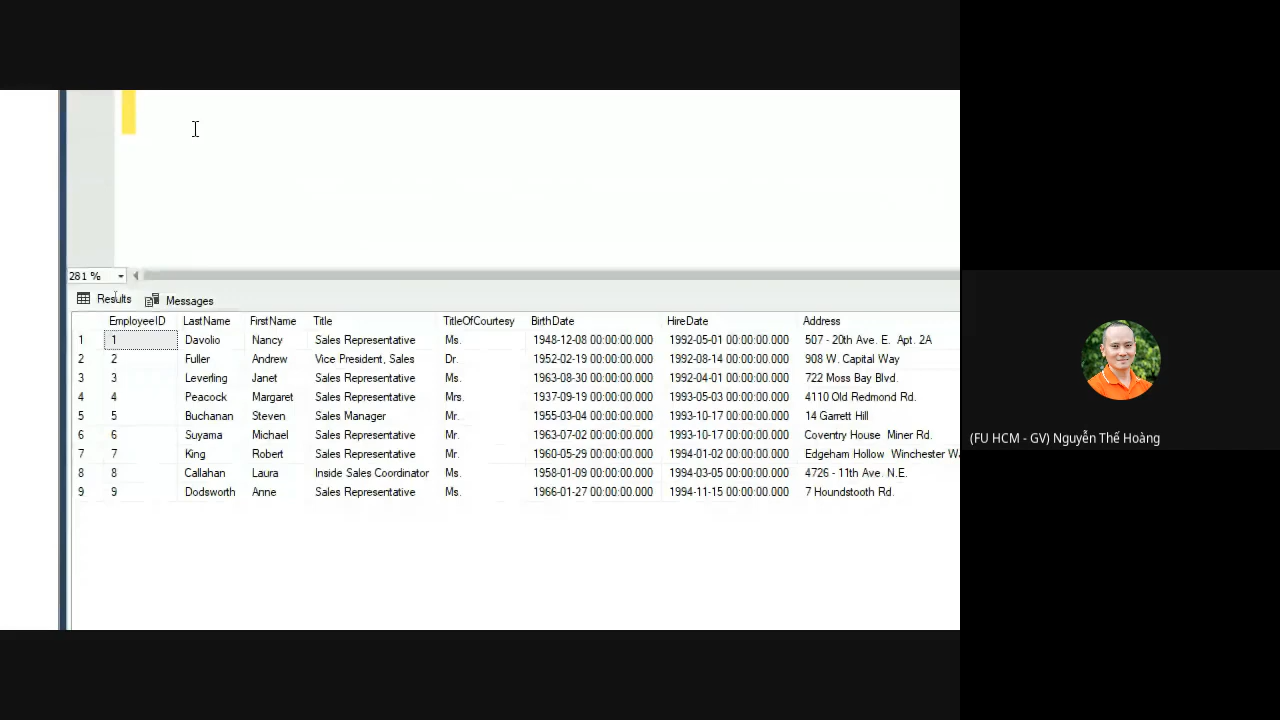 281 %
Results Messages
EmployeeID LastName FirstName Title TitleOfCourtesy BirthDate HireDate Address
1 1 Davolio Nancy Sales Representative Ms. 1948-12-08 00:00:00.000 1992-05-01 00:00:00.000 507 - 20th Ave. E. Apt. 2A
2 2 Fuller Andrew Vice President, Sales Dr. 1952-02-19 00:00:00.000 1992-08-14 00:00:00.000 908 W. Capital Way
3 3 Leverling Janet Sales Representative Ms. 1963-08-30 00:00:00.000 1992-04-01 00:00:00.000 722 Moss Bay Blvd.
4 4 Peacock Margaret Sales Representative Mrs. 1937-09-19 00:00:00.000 1993-05-03 00:00:00.000 4110 Old Redmond Rd.
5 5 Buchanan Steven Sales Manager Mr. 1955-03-04 00:00:00.000 1993-10-17 00:00:00.000 14 Garrett Hill
6 6 Suyama Michael Sales Representative Mr. 1963-07-02 00:00:00.000 1993-10-17 00:00:00.000 Coventry House Miner Rd.
7 7 King Robert Sales Representative Mr. 1960-05-29 00:00:00.000 1994-01-02 00:00:00.000 Edgeham Hollow Winchester W
8 8 Callahan Laura Inside Sales Coordinator Ms. 1958-01-09 00:00:00.000 1994-03-05 00:00:00.000 4726 - 11th Ave. N.E.
9 9 Dodsworth Anne Sales Representative Ms. 1966-01-27 00:00:00.000 1994-11-15 00:00:00.000 7 Houndstooth Rd.
(FU HCM - GV) Nguyễn Thế Hoàng